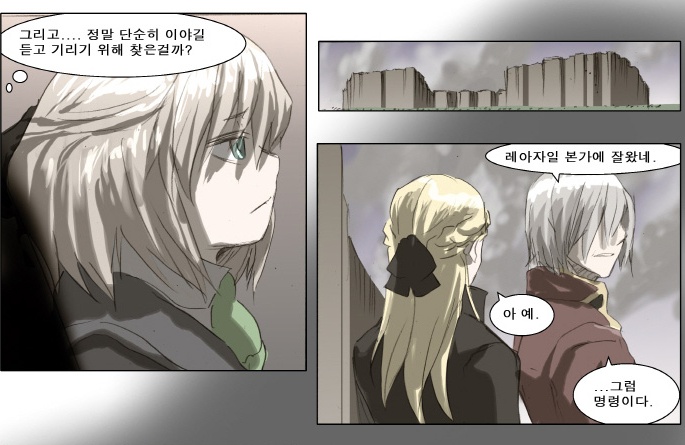 그리고.... 정말 단순히 이야길
듣고 기리기 위해 찾은걸까?
레아자일 본가에 잘왔네.
아 예.
...그럼
명령이다.